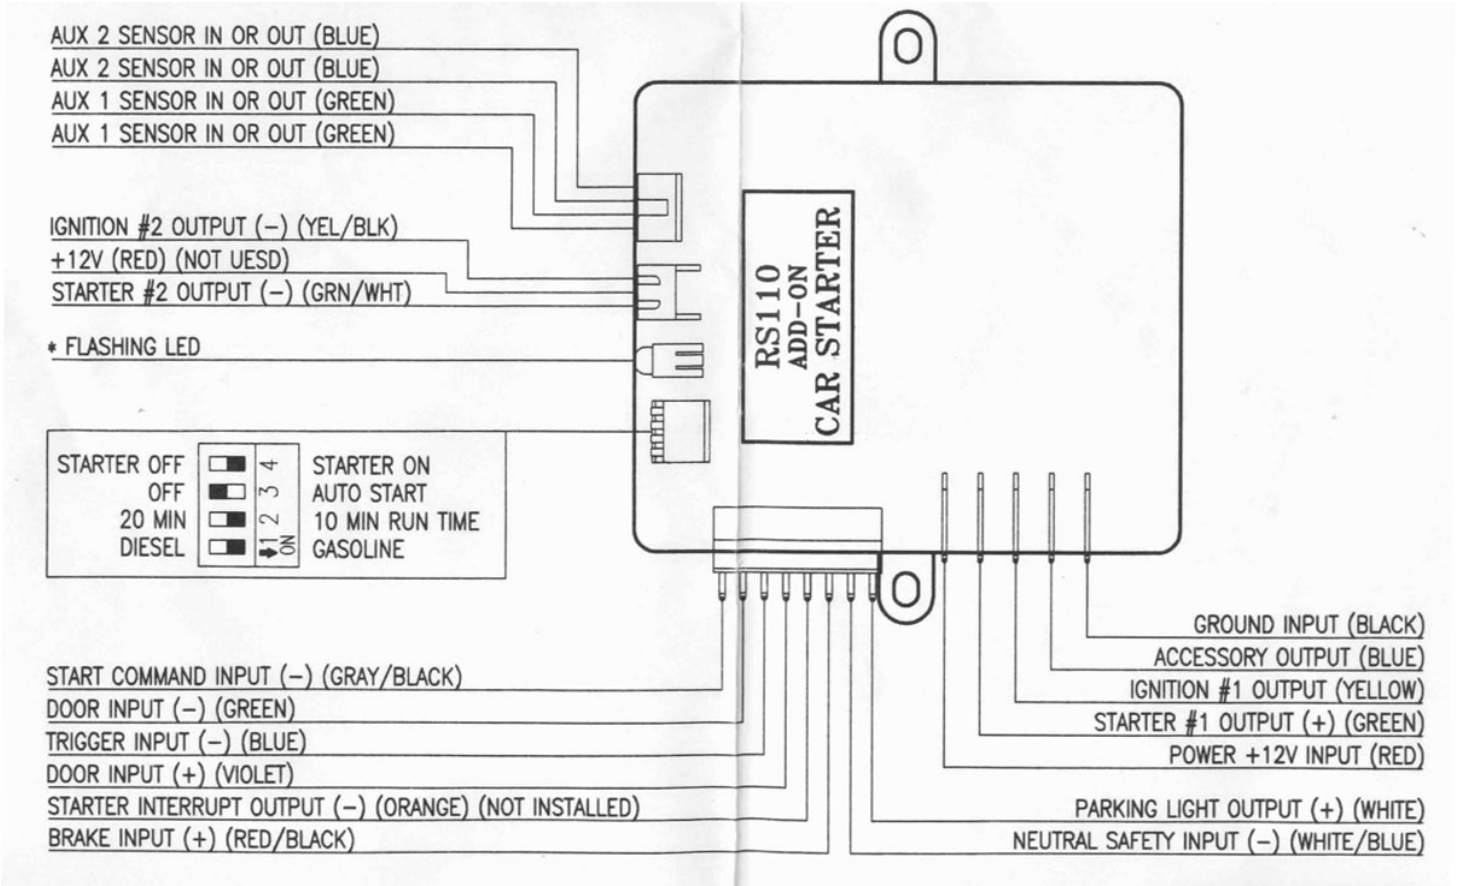 AUX 2 SENSOR IN OR OUT (BLUE)
AUX 2 SENSOR IN OR OUT (BLUE)
AUX 1 SENSOR IN OR OUT (GREEN)
AUX 1 SENSOR IN OR OUT (GREEN)
IGNITION #2 OUTPUT (-) (YEL/BLK)
+12V (RED) (NOT UESD)
STARTER #2 OUTPUT (-) (GRN/WHT)
* FLASHING LED
RS110
ADD-ON
CAR STARTER
STARTER OFF 4 STARTER ON
OFF 3 AUTO START
20 MIN 2 10 MIN RUN TIME
DIESEL 1 ON GASOLINE
START COMMAND INPUT (-) (GRAY/BLACK)
DOOR INPUT (-) (GREEN)
TRIGGER INPUT (-) (BLUE)
DOOR INPUT (+) (VIOLET)
STARTER INTERRUPT OUTPUT (-) (ORANGE) (NOT INSTALLED)
BRAKE INPUT (+) (RED/BLACK)
GROUND INPUT (BLACK)
ACCESSORY OUTPUT (BLUE)
IGNITION #1 OUTPUT (YELLOW)
STARTER #1 OUTPUT (+) (GREEN)
POWER +12V INPUT (RED)
PARKING LIGHT OUTPUT (+) (WHITE)
NEUTRAL SAFETY INPUT (-) (WHITE/BLUE)